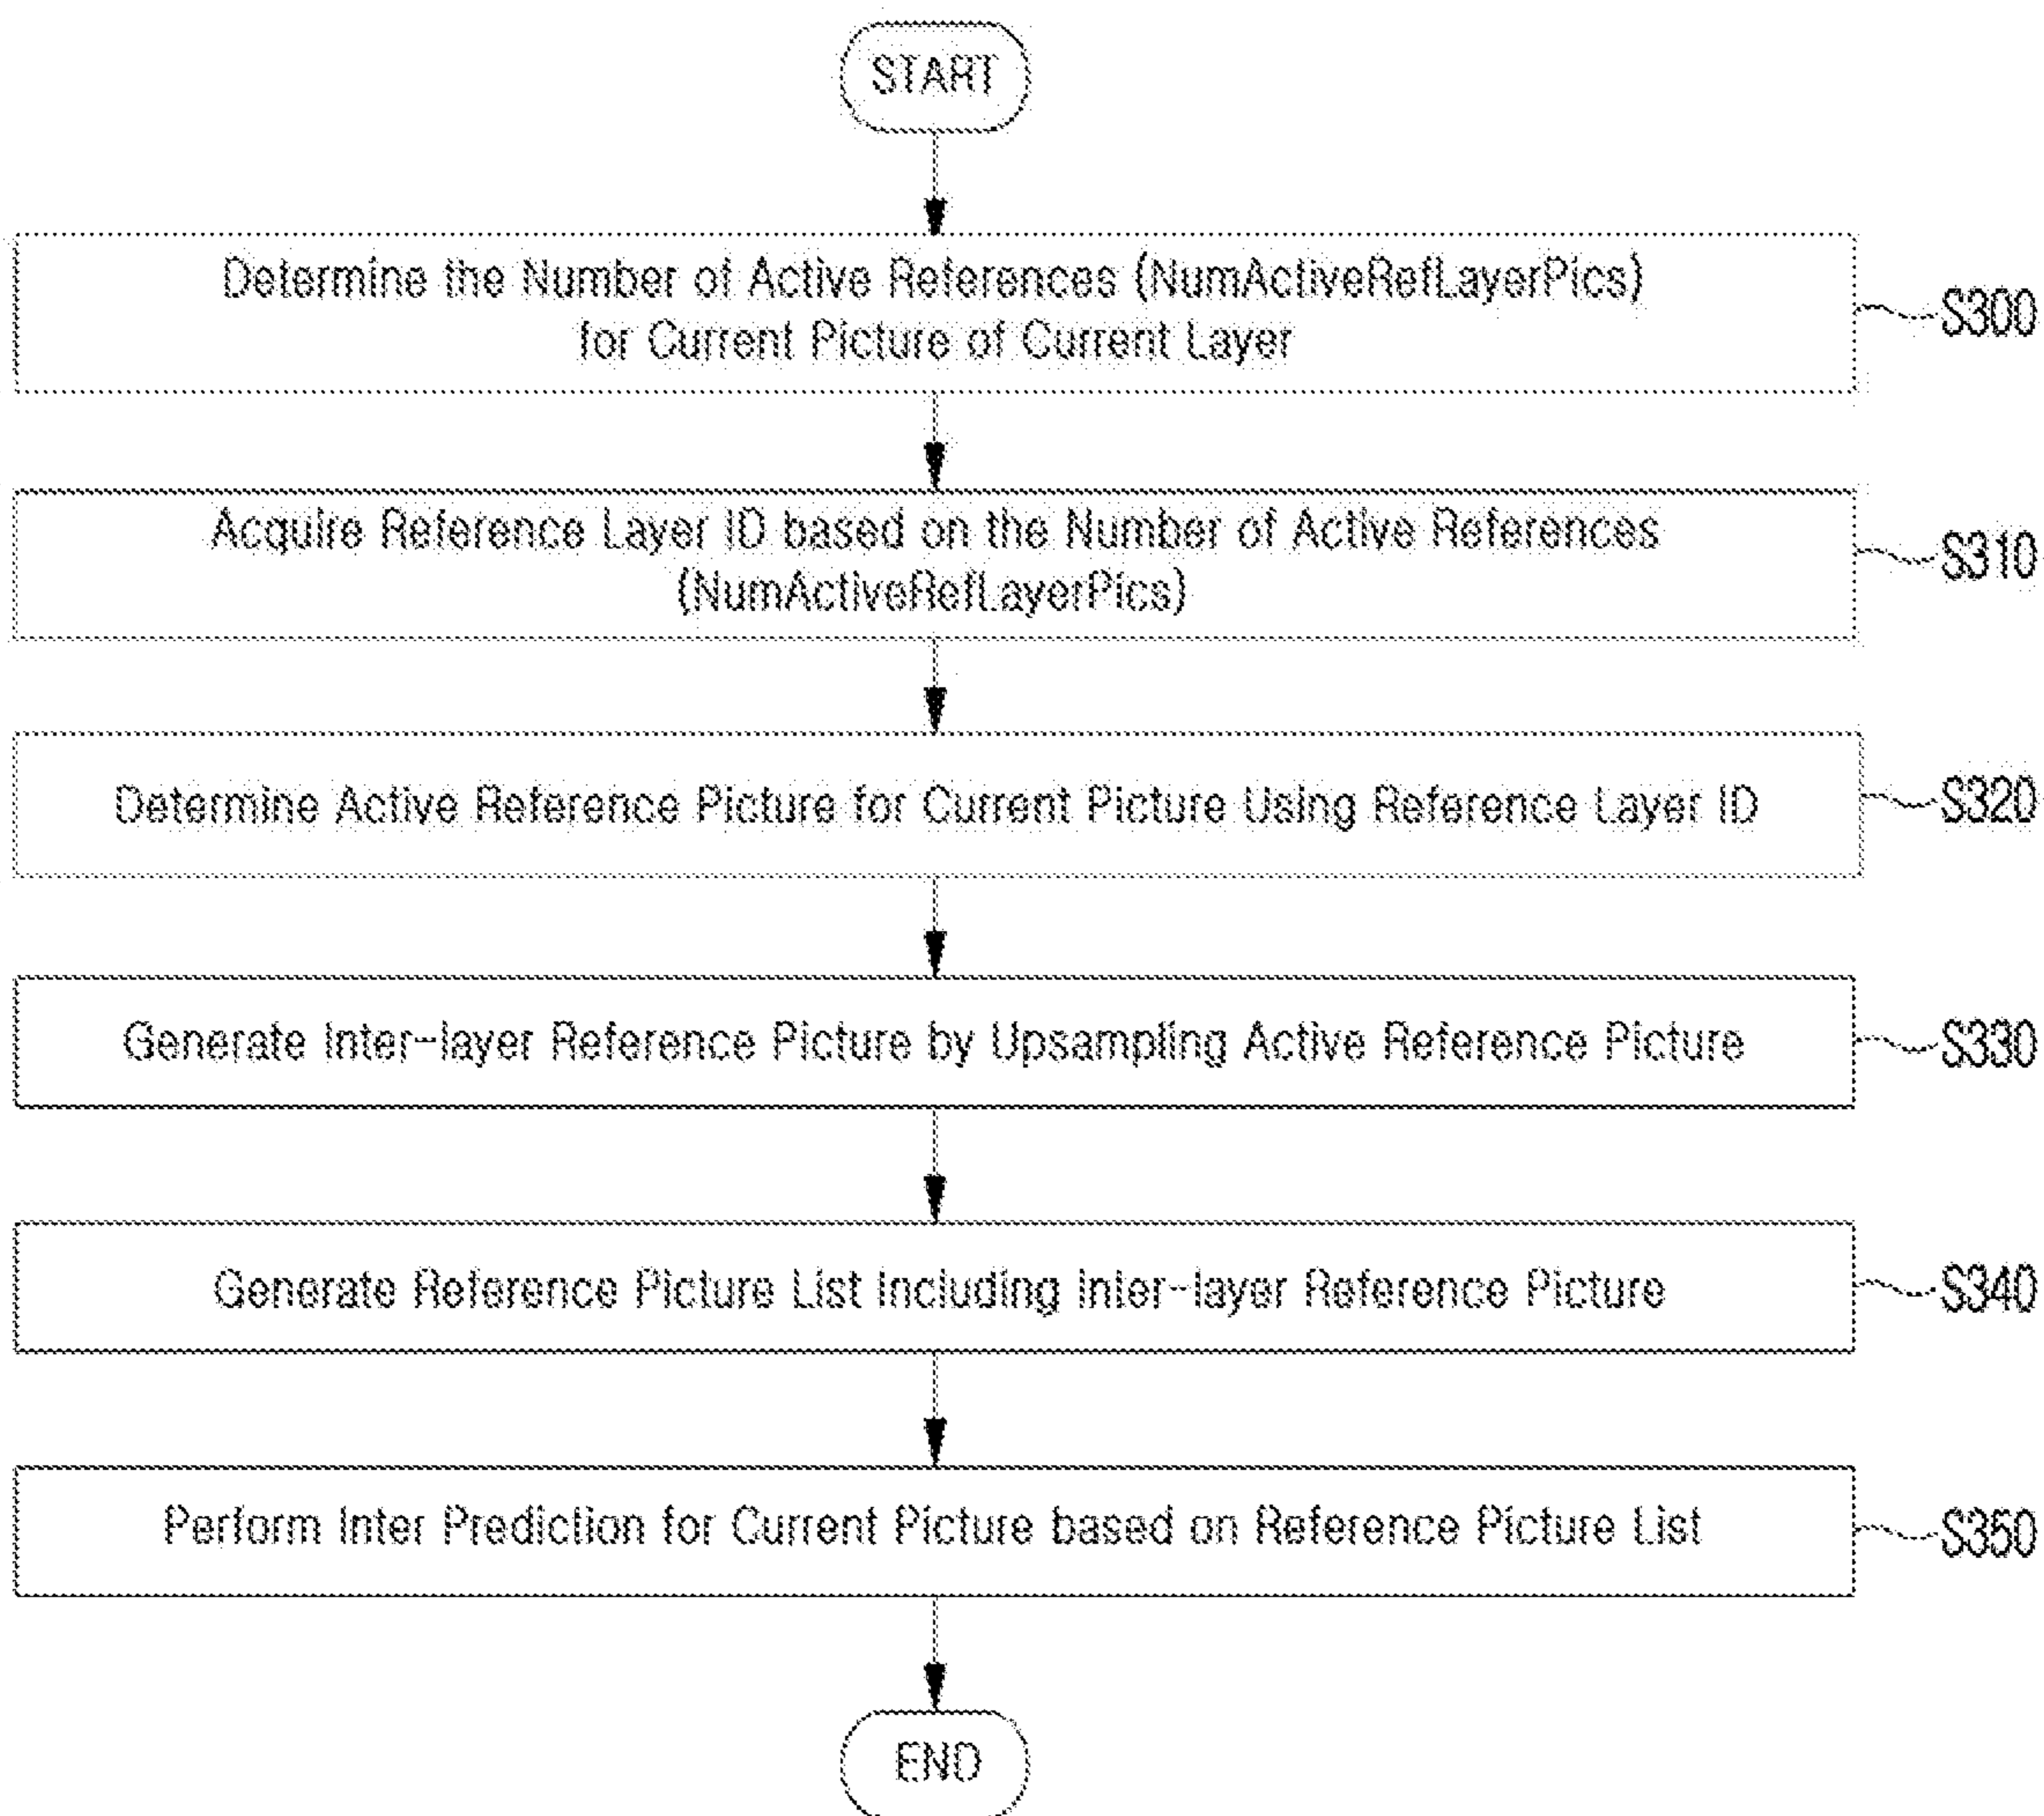 START
Determine the Number of Active References (NumActiveRefLayerPics)
for Current Picture of Current Layer
S300
Acquire Reference Layer ID based on the Number of Active References
(NumActiveRefLayerPics)
S310
Determine Active Reference Picture for Current Picture Using Reference Layer ID
S320
Generate Inter-layer Reference Picture by Upsampling Active Reference Picture
S330
Generate Reference Picture List Including Inter-layer Reference Picture
S340
Perform Inter Prediction for Current Picture based on Reference Picture List
S350
END